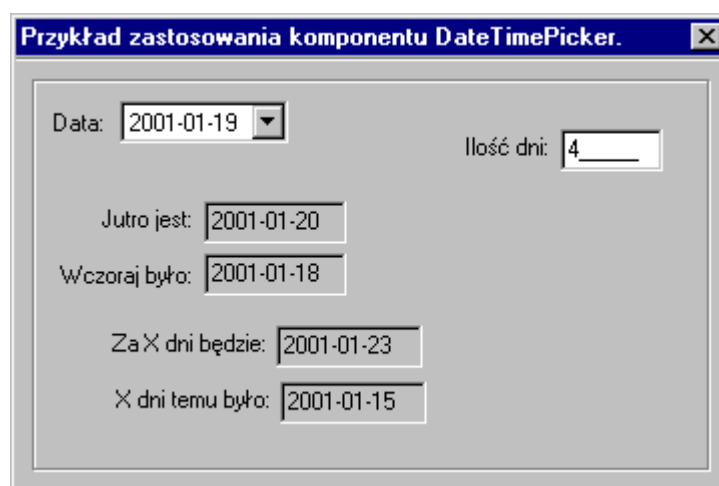 Przykład zastosowania komponentu DateTimePicker.
Data: 2001-01-19
Ilość dni: 4_____
Jutro jest: 2001-01-20
Wczoraj było: 2001-01-18
Za X dni będzie: 2001-01-23
X dni temu było: 2001-01-15